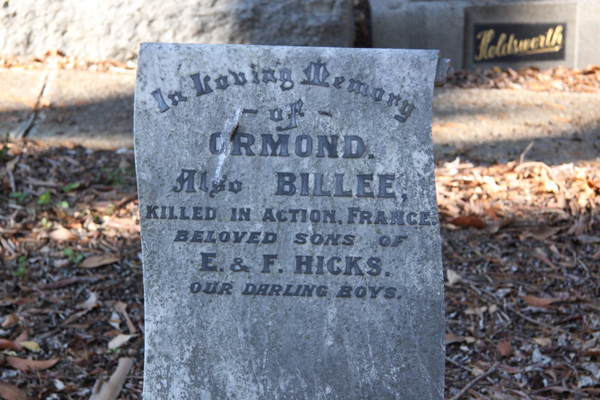 Holdsworth
In Loving Memory
- of -
ORMOND.
Also BILLEE,
KILLED IN ACTION, FRANCE.
BELOVED SONS OF
E. & F. HICKS.
OUR DARLING BOYS.